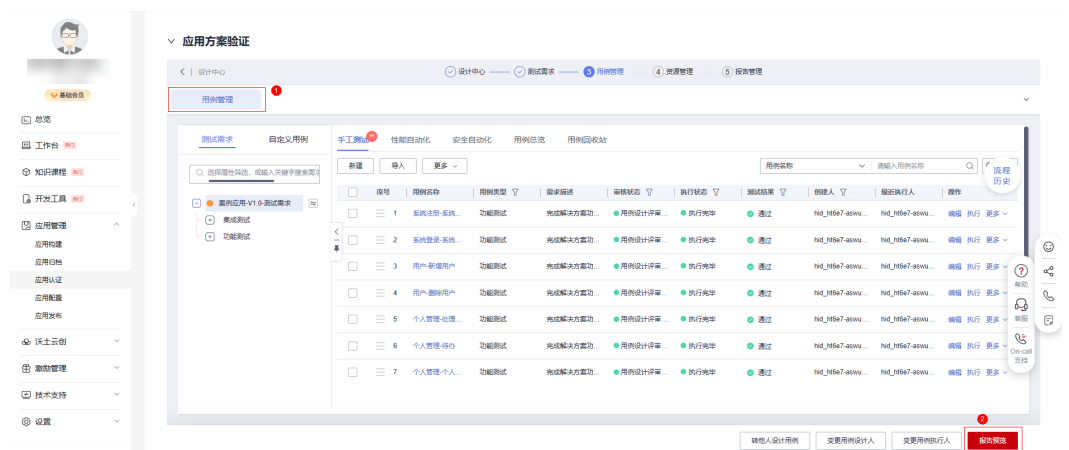 应用方案验证
基础会员
总览
工作台 热门
知识课程 热门
开发工具 热门
应用管理
应用构建
应用归档
应用认证
应用配置
应用发布
沃土云创
激励管理
技术支持
设置
设计中心
设计中心 测试需求 3 用例管理 4 资源管理 5 报告管理
用例管理 1
测试需求 自定义用例
选择属性筛选，或输入关键字搜索需求
案例应用-V1.0-测试需求
集成测试
功能测试
手工测试 11 性能自动化 安全自动化 用例总览 用例回收站
新建 导入 更多 用例名称 请输入用例名称
序号 用例名称 用例类型 需求描述 审核状态 执行状态 测试结果 创建人 最近执行人 操作
1 系统注册-系统... 功能测试 完成解决方案功... 用例设计评审... 执行完毕 通过 hid_ht6e7-aswu... hid_ht6e7-aswu... 编辑 执行 更多
2 系统登录-系统... 功能测试 完成解决方案功... 用例设计评审... 执行完毕 通过 hid_ht6e7-aswu... hid_ht6e7-aswu... 编辑 执行 更多
3 用户-新增用户 功能测试 完成解决方案功... 用例设计评审... 执行完毕 通过 hid_ht6e7-aswu... hid_ht6e7-aswu... 编辑 执行 更多
4 用户-删除用户 功能测试 完成解决方案功... 用例设计评审... 执行完毕 通过 hid_ht6e7-aswu... hid_ht6e7-aswu... 编辑 执行 更多
5 个人管理-处理... 功能测试 完成解决方案功... 用例设计评审... 执行完毕 通过 hid_ht6e7-aswu... hid_ht6e7-aswu... 编辑 执行 更多
6 个人管理-待办 功能测试 完成解决方案功... 用例设计评审... 执行完毕 通过 hid_ht6e7-aswu... hid_ht6e7-aswu... 编辑 执行 更多
7 个人管理-个人... 功能测试 完成解决方案功... 用例设计评审... 执行完毕 通过 hid_ht6e7-aswu... hid_ht6e7-aswu... 编辑 执行 更多
流程
历史
帮助
客服
On-call
支持
2
转他人设计用例 变更用例设计人 变更用例执行人 报告预览